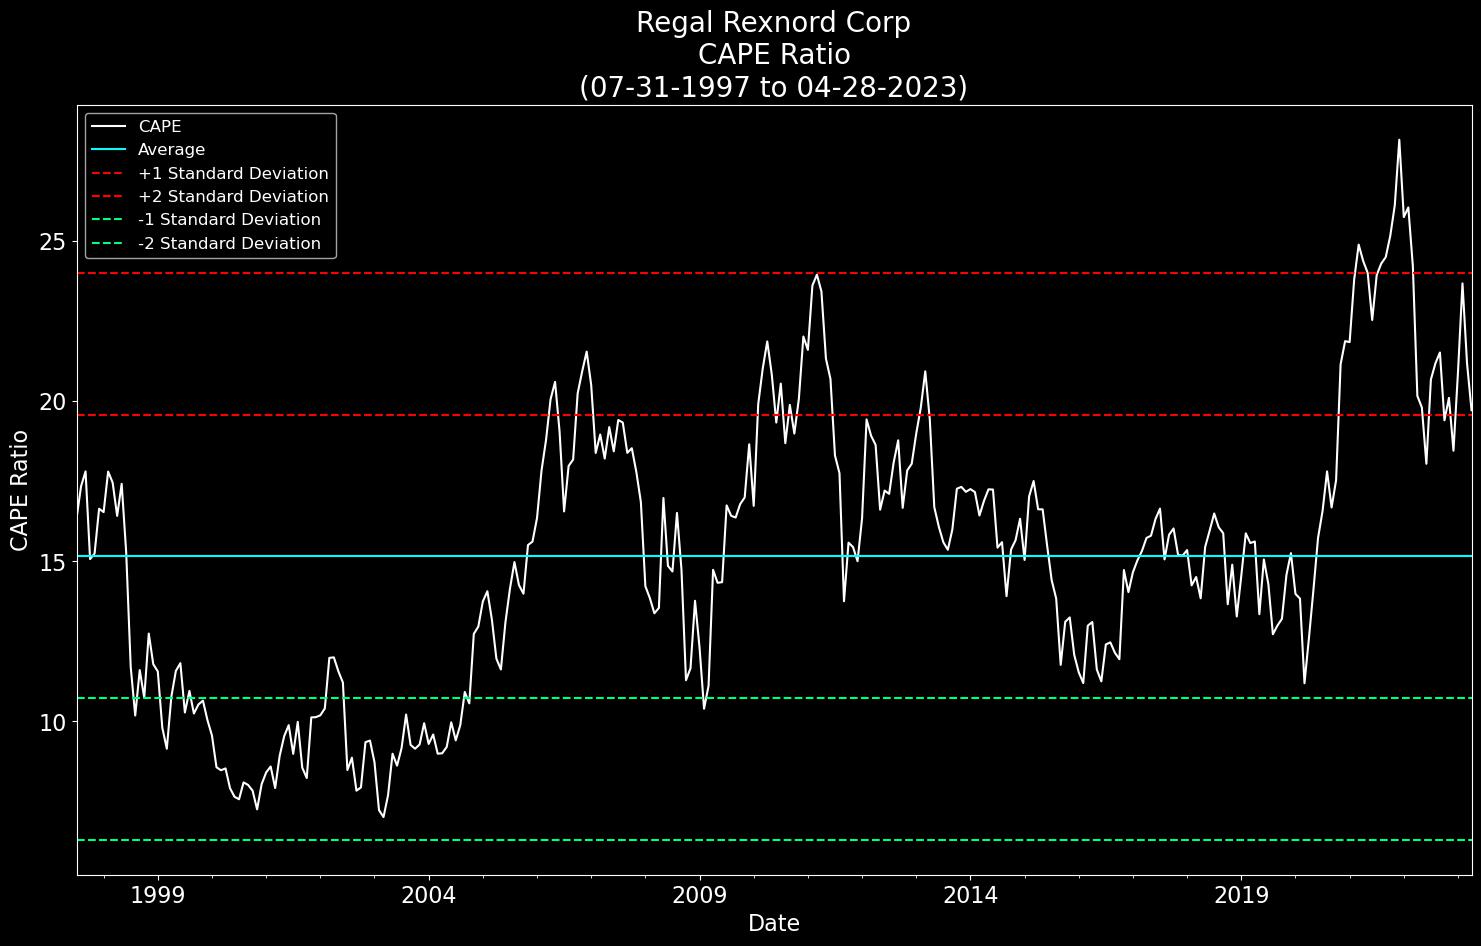 Regal Rexnord Corp
CAPE Ratio
(07-31-1997 to 04-28-2023)
CAPE
Average
+1 Standard Deviation
+2 Standard Deviation
-1 Standard Deviation
-2 Standard Deviation
25
20
15
10
CAPE Ratio
1999
2004
2009
2014
2019
Date